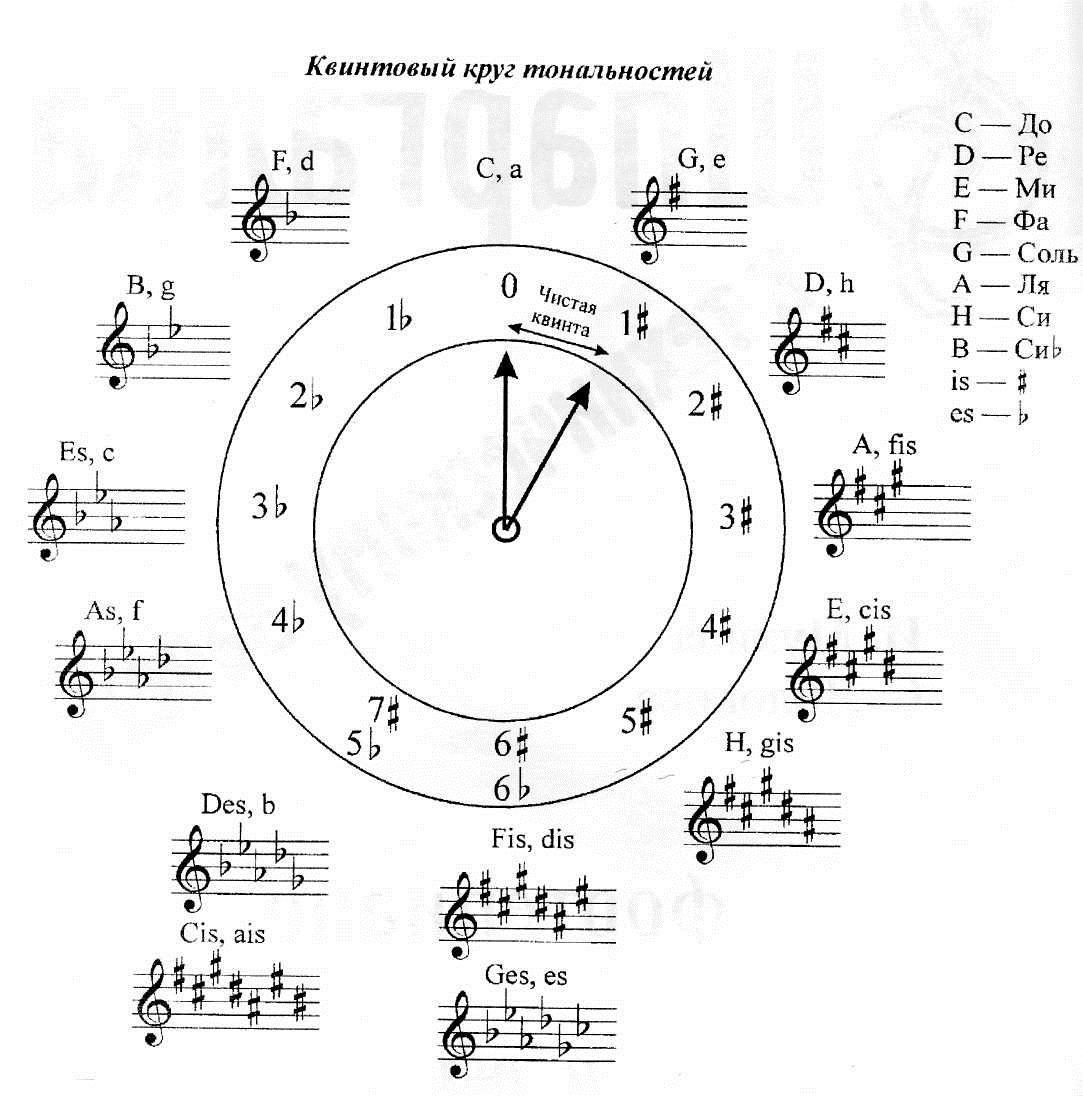 Квинтовый круг тональностей
C — До
D — Ре
E — Ми
F — Фа
G — Соль
A — Ля
H — Си
B — Си♭
is — ♯
es — ♭
C, a
G, e
D, h
A, fis
E, cis
H, gis
Fis, dis
Ges, es
Des, b
Cis, ais
As, f
Es, c
B, g
F, d
0
Чистая
квинта
1♯
2♯
3♯
4♯
5♯
6♯
6♭
7♯
5♭
4♭
3♭
2♭
1♭